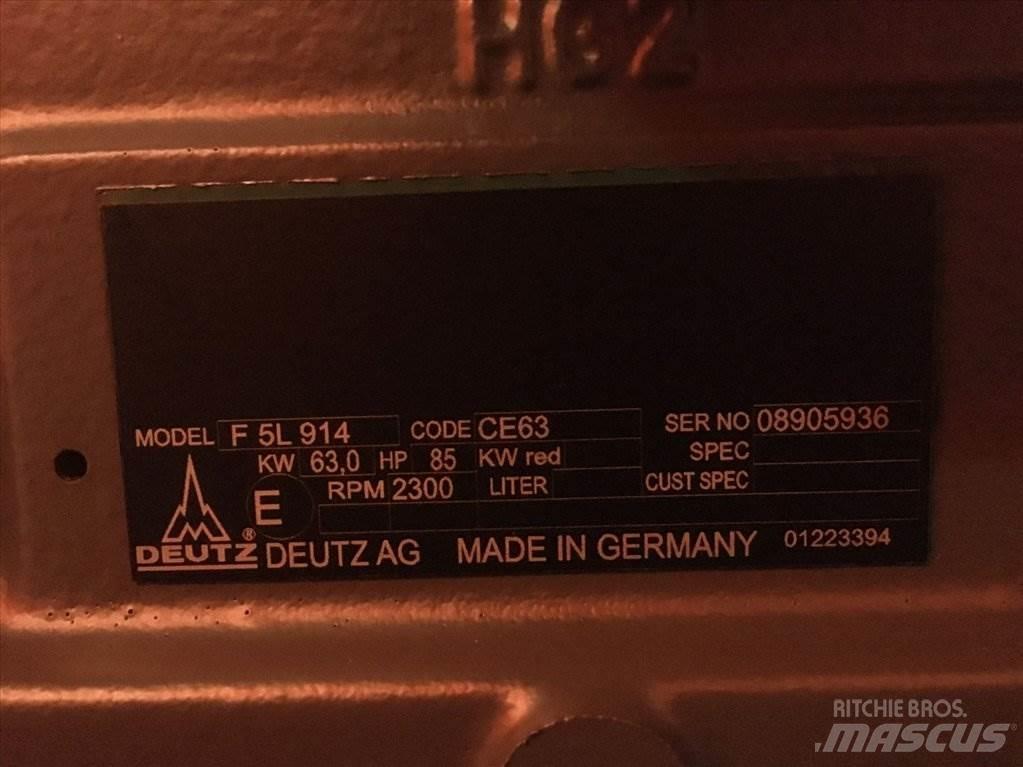 HGZ
MODEL F 5L 914 CODE CE63 SER NO 08905936
KW 63,0 HP 85 KW red SPEC
E RPM 2300 LITER CUST SPEC
DEUTZ® DEUTZ AG MADE IN GERMANY 01223394
RITCHIE BROS.
MASCUS